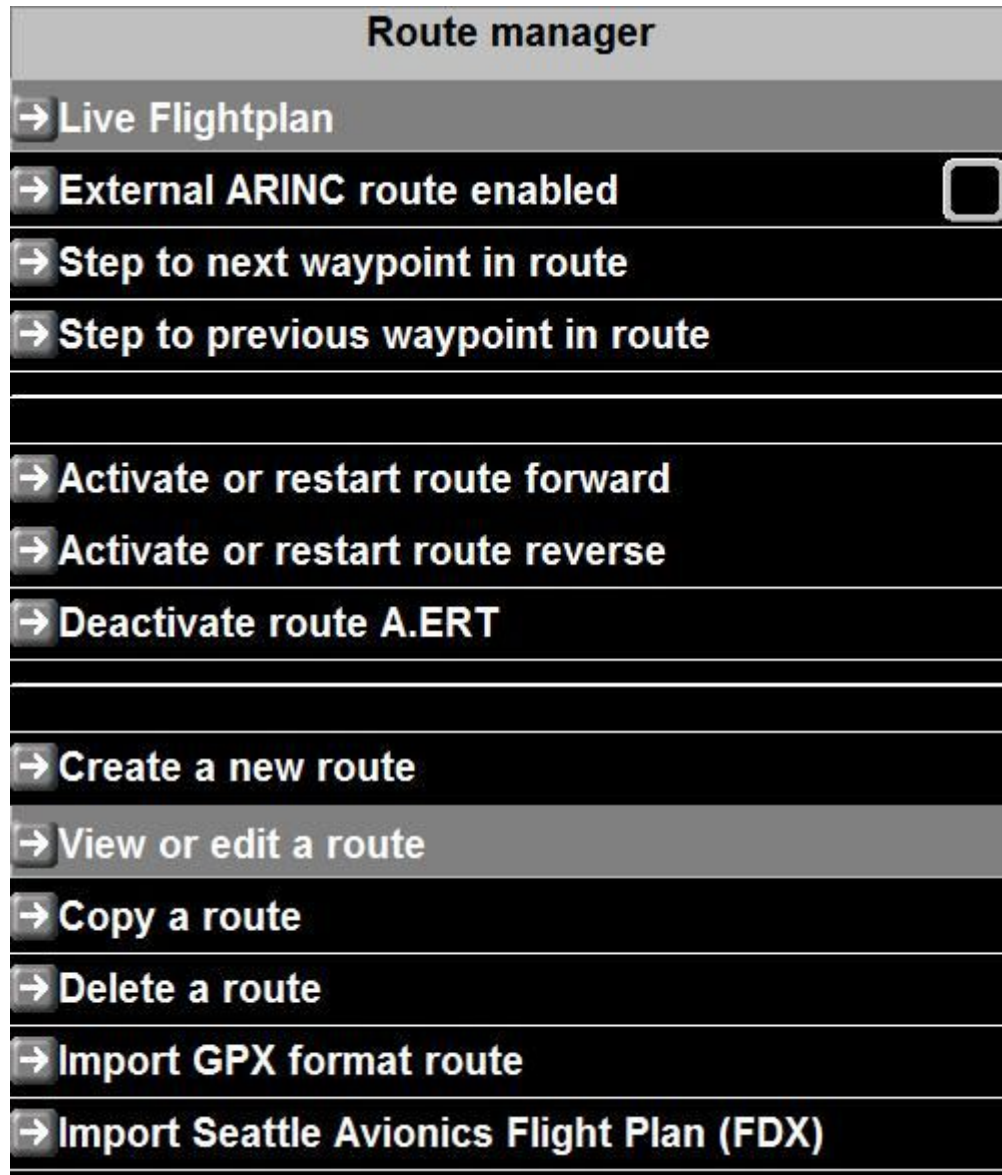 Route manager
Live Flightplan
External ARINC route enabled
Step to next waypoint in route
Step to previous waypoint in route
Activate or restart route forward
Activate or restart route reverse
Deactivate route A.ERT
Create a new route
View or edit a route
Copy a route
Delete a route
Import GPX format route
Import Seattle Avionics Flight Plan (FDX)